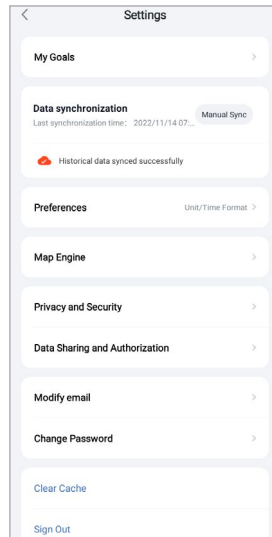 Settings
My Goals
Data synchronization
Last synchronization time： 2022/11/14 07:...
Manual Sync
Historical data synced successfully
Preferences
Unit/Time Format
Map Engine
Privacy and Security
Data Sharing and Authorization
Modify email
Change Password
Clear Cache
Sign Out